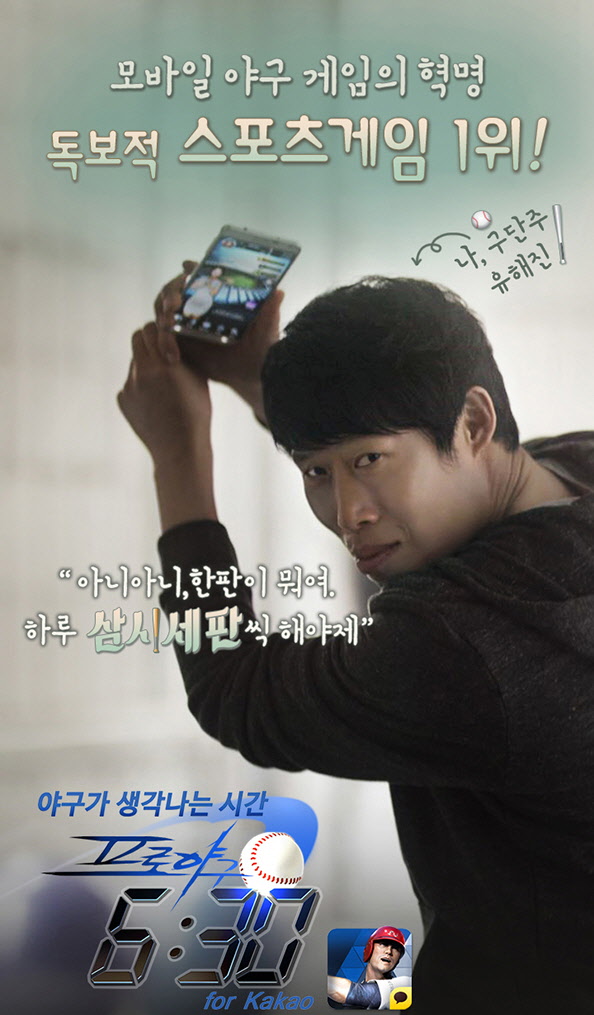 모바일 야구 게임의 혁명
독보적 스포츠게임 1위!
나, 구단주
유해진
“아니아니,한판이 뭐여.
하루 삼시세판씩 해야제”
야구가 생각나는 시간
프로야구
6:30
for Kakao